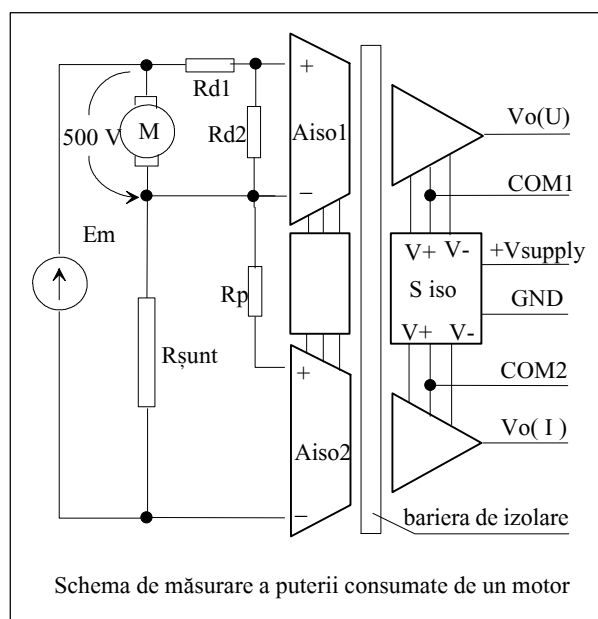 +
Rd1
Vo(U)
Aiso1
500 V
M
Rd2
COM1
−
Em
V+ V-
+Vsupply
S iso
Rp
GND
V+ V-
Rșunt
COM2
+
Vo( I )
Aiso2
−
bariera de izolare
Schema de măsurare a puterii consumate de un motor